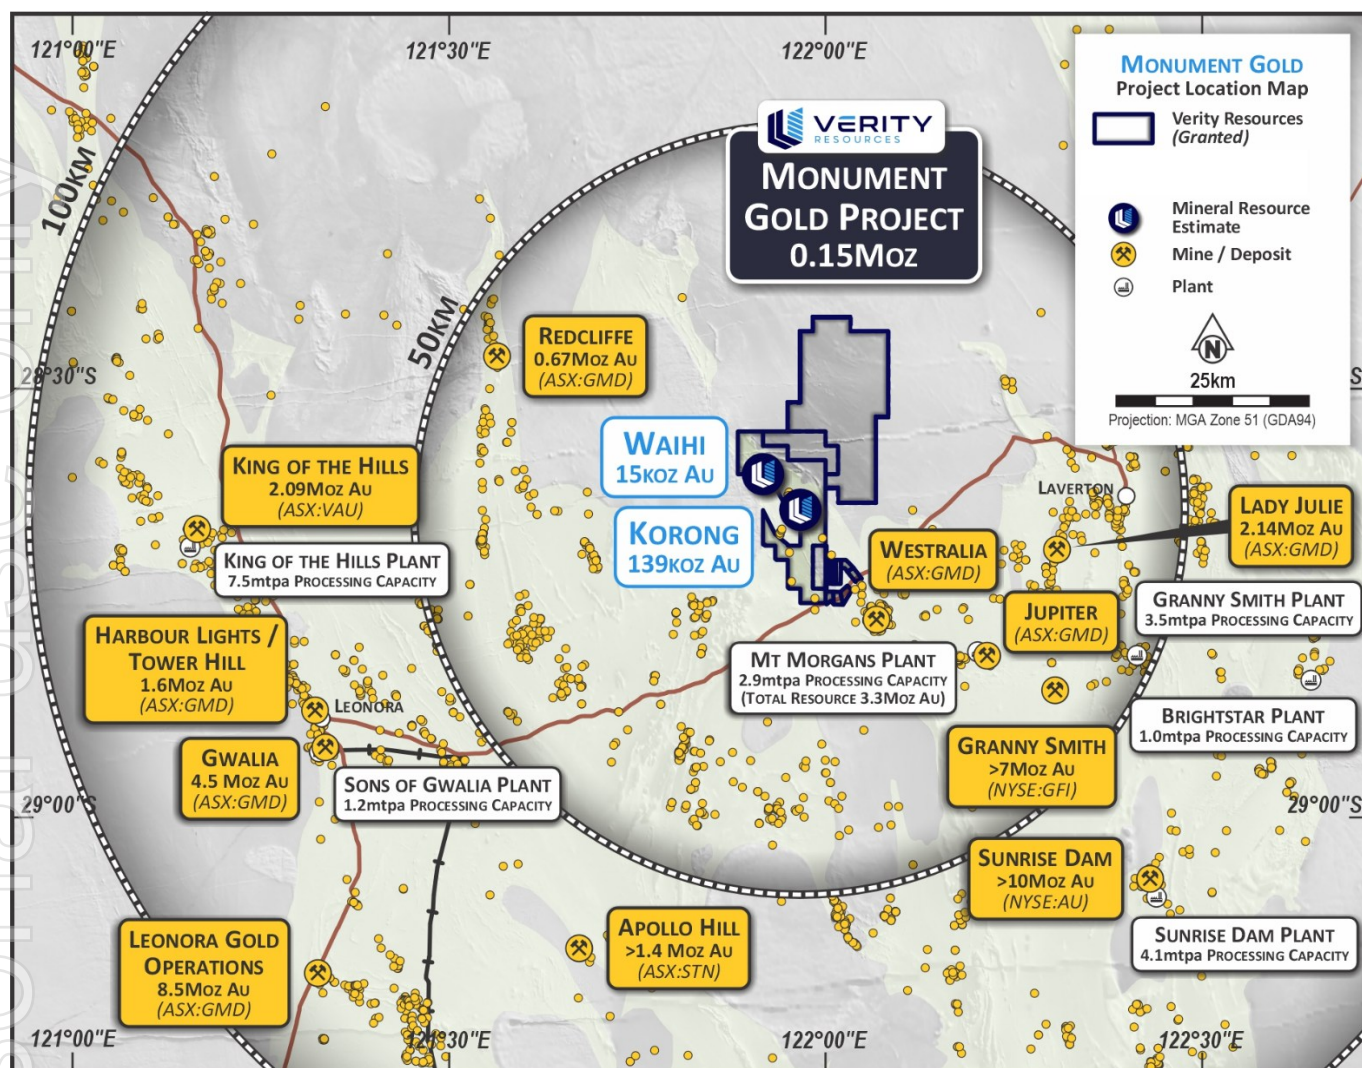 121°00"E
121°30"E
122°00"E
100KM
50KM
VERITY
RESOURCES
MONUMENT
GOLD PROJECT
0.15MOZ
MONUMENT GOLD
Project Location Map
Verity Resources
(Granted)
Mineral Resource
Estimate
Mine / Deposit
Plant
N
25km
Projection: MGA Zone 51 (GDA94)
28°30"S
S
REDCLIFFE
0.67MOZ AU
(ASX:GMD)
WAIHI
15KOZ AU
KORONG
139KOZ AU
KING OF THE HILLS
2.09MOZ AU
(ASX:VAU)
KING OF THE HILLS PLANT
7.5MTPA PROCESSING CAPACITY
LAVERTON
LADY JULIE
2.14MOZ AU
(ASX:GMD)
WESTRALIA
(ASX:GMD)
JUPITER
(ASX:GMD)
GRANNY SMITH PLANT
3.5MTPA PROCESSING CAPACITY
HARBOUR LIGHTS /
TOWER HILL
1.6MOZ AU
(ASX:GMD)
LEONORA
MT MORGANS PLANT
2.9MTPA PROCESSING CAPACITY
(TOTAL RESOURCE 3.3MOZ AU)
BRIGHTSTAR PLANT
1.0MTPA PROCESSING CAPACITY
GWALIA
4.5 MOZ AU
(ASX:GMD)
SONS OF GWALIA PLANT
1.2MTPA PROCESSING CAPACITY
GRANNY SMITH
>7MOZ AU
(NYSE:GFI)
29°00"S
29°00"S
SUNRISE DAM
>10MOZ AU
(NYSE:AU)
SUNRISE DAM PLANT
4.1MTPA PROCESSING CAPACITY
APOLLO HILL
>1.4 MOZ AU
(ASX:STN)
LEONORA GOLD
OPERATIONS
8.5MOZ AU
(ASX:GMD)
121°00"E
121°30"E
122°00"E
122°30"E